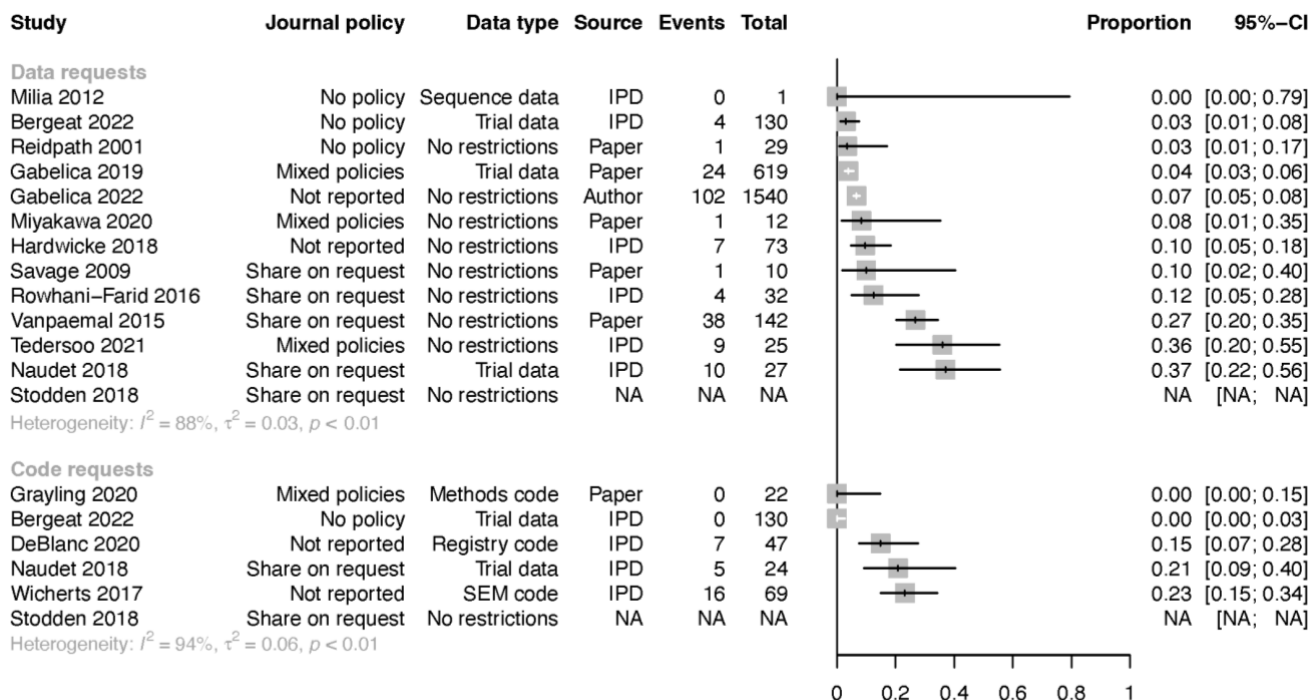 Study Journal policy Data type Source Events Total Proportion 95%−CI
Data requests
Milia 2012 No policy Sequence data IPD 0 1 0.00 [0.00; 0.79]
Bergeat 2022 No policy Trial data IPD 4 130 0.03 [0.01; 0.08]
Reidpath 2001 No policy No restrictions Paper 1 29 0.03 [0.01; 0.17]
Gabelica 2019 Mixed policies Trial data Paper 24 619 0.04 [0.03; 0.06]
Gabelica 2022 Not reported No restrictions Author 102 1540 0.07 [0.05; 0.08]
Miyakawa 2020 Mixed policies No restrictions Paper 1 12 0.08 [0.01; 0.35]
Hardwicke 2018 Not reported No restrictions IPD 7 73 0.10 [0.05; 0.18]
Savage 2009 Share on request No restrictions Paper 1 10 0.10 [0.02; 0.40]
Rowhani−Farid 2016 Share on request No restrictions IPD 4 32 0.12 [0.05; 0.28]
Vanpaemal 2015 Share on request No restrictions Paper 38 142 0.27 [0.20; 0.35]
Tedersoo 2021 Mixed policies No restrictions IPD 9 25 0.36 [0.20; 0.55]
Naudet 2018 Share on request Trial data IPD 10 27 0.37 [0.22; 0.56]
Stodden 2018 Share on request No restrictions NA NA NA NA [NA; NA]
Heterogeneity: I² = 88%, τ² = 0.03, p < 0.01
Code requests
Grayling 2020 Mixed policies Methods code Paper 0 22 0.00 [0.00; 0.15]
Bergeat 2022 No policy Trial data IPD 0 130 0.00 [0.00; 0.03]
DeBlanc 2020 Not reported Registry code IPD 7 47 0.15 [0.07; 0.28]
Naudet 2018 Share on request Trial data IPD 5 24 0.21 [0.09; 0.40]
Wicherts 2017 Not reported SEM code IPD 16 69 0.23 [0.15; 0.34]
Stodden 2018 Share on request No restrictions NA NA NA NA [NA; NA]
Heterogeneity: I² = 94%, τ² = 0.06, p < 0.01
0 0.2 0.4 0.6 0.8 1